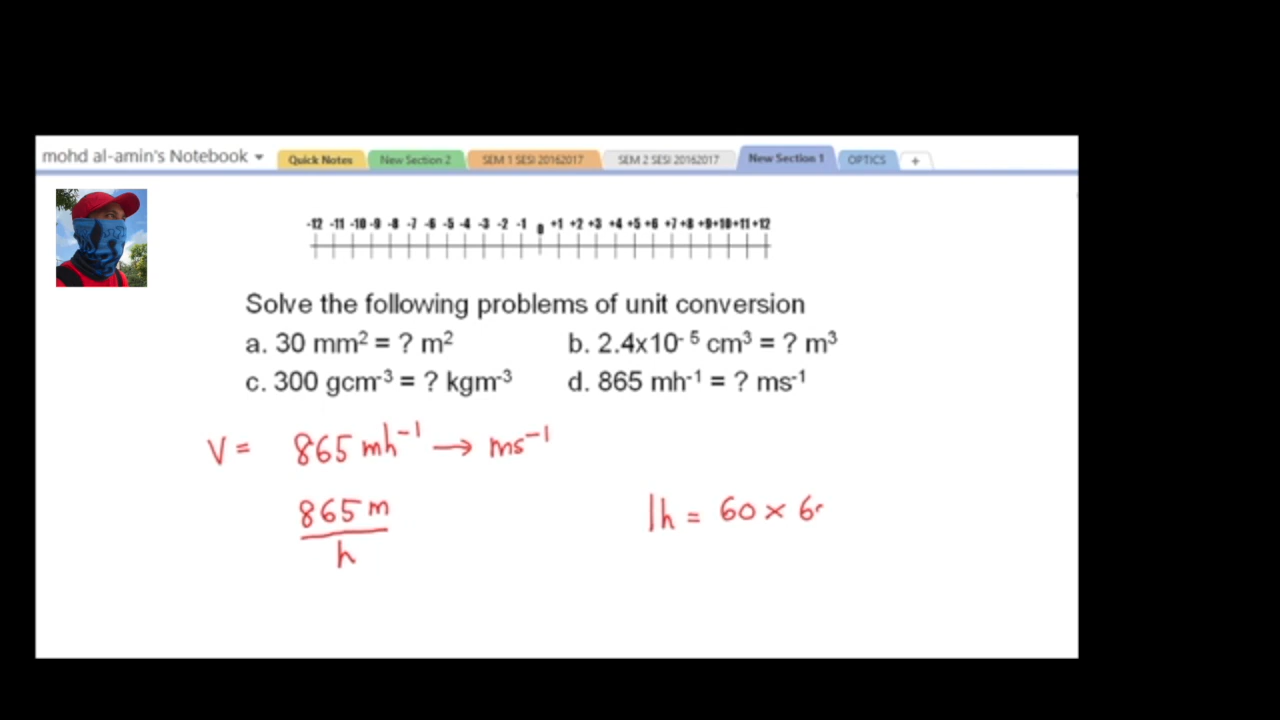 mohd al-amin's Notebook
Quick Notes New Section 2 SEM 1 SESI 20162017 SEM 2 SESI 20162017 New Section 1 OPTICS +
-12 -11 -10 -9 -8 -7 -6 -5 -4 -3 -2 -1 0 +1 +2 +3 +4 +5 +6 +7 +8 +9 +10 +11 +12
Solve the following problems of unit conversion
a. 30 mm² = ? m² b. 2.4x10⁻⁵ cm³ = ? m³
c. 300 gcm⁻³ = ? kgm⁻³ d. 865 mh⁻¹ = ? ms⁻¹
V = 865 mh⁻¹ → ms⁻¹
865 m
h
1h = 60 × 6